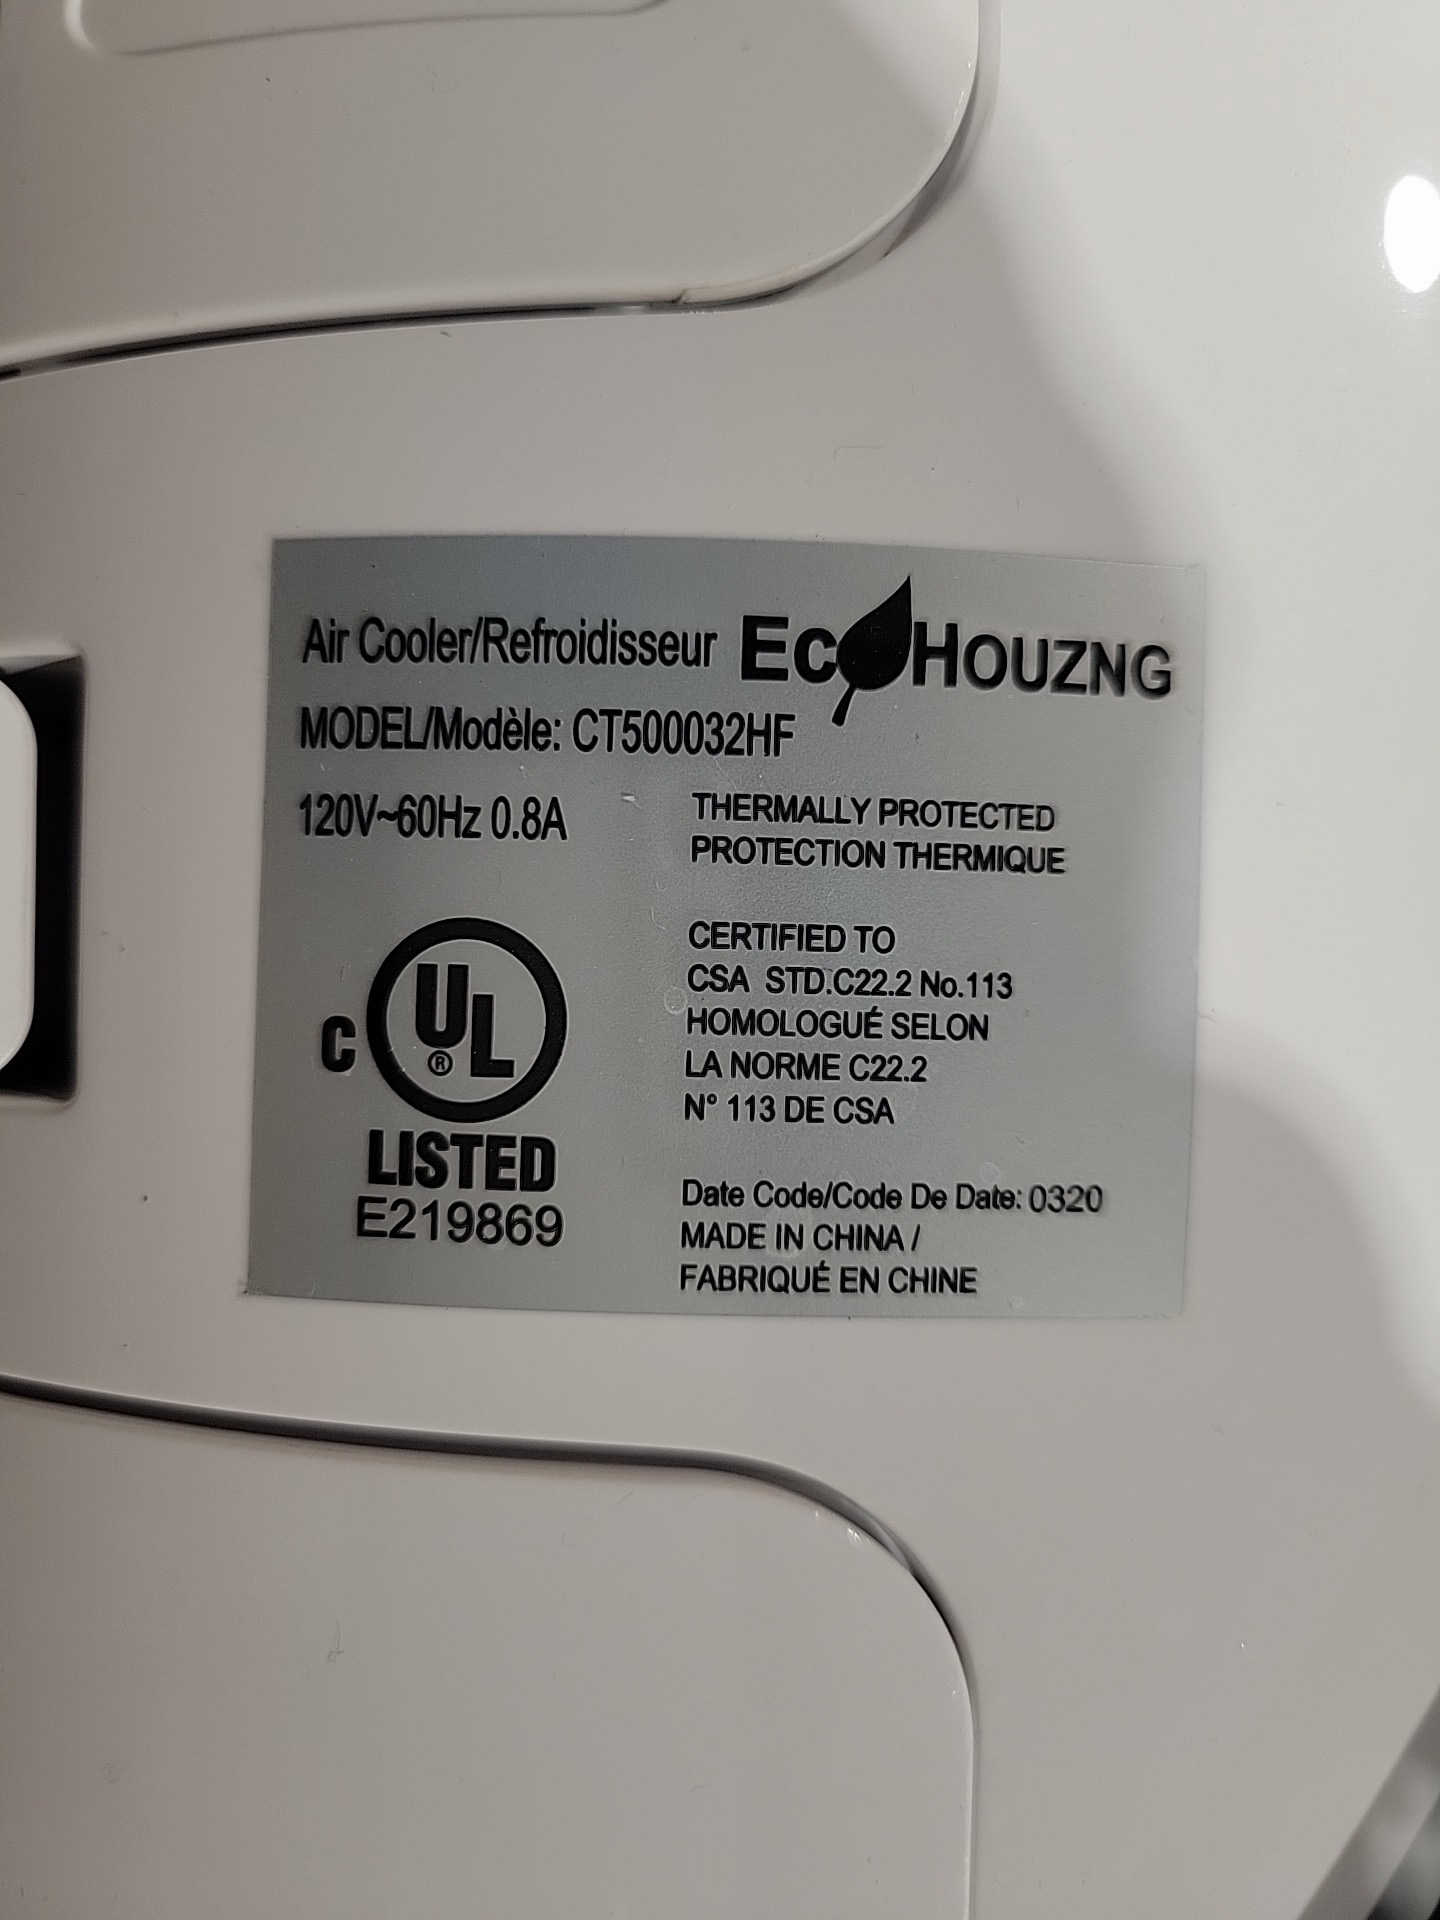 Air Cooler/Refroidisseur EcoHOUZNG
MODEL/Modèle: CT500032HF
120V~60Hz 0.8A
THERMALLY PROTECTED
PROTECTION THERMIQUE
CERTIFIED TO
CSA STD.C22.2 No.113
HOMOLOGUÉ SELON
LA NORME C22.2
N° 113 DE CSA
C UL ®
LISTED
E219869
Date Code/Code De Date: 0320
MADE IN CHINA /
FABRIQUÉ EN CHINE